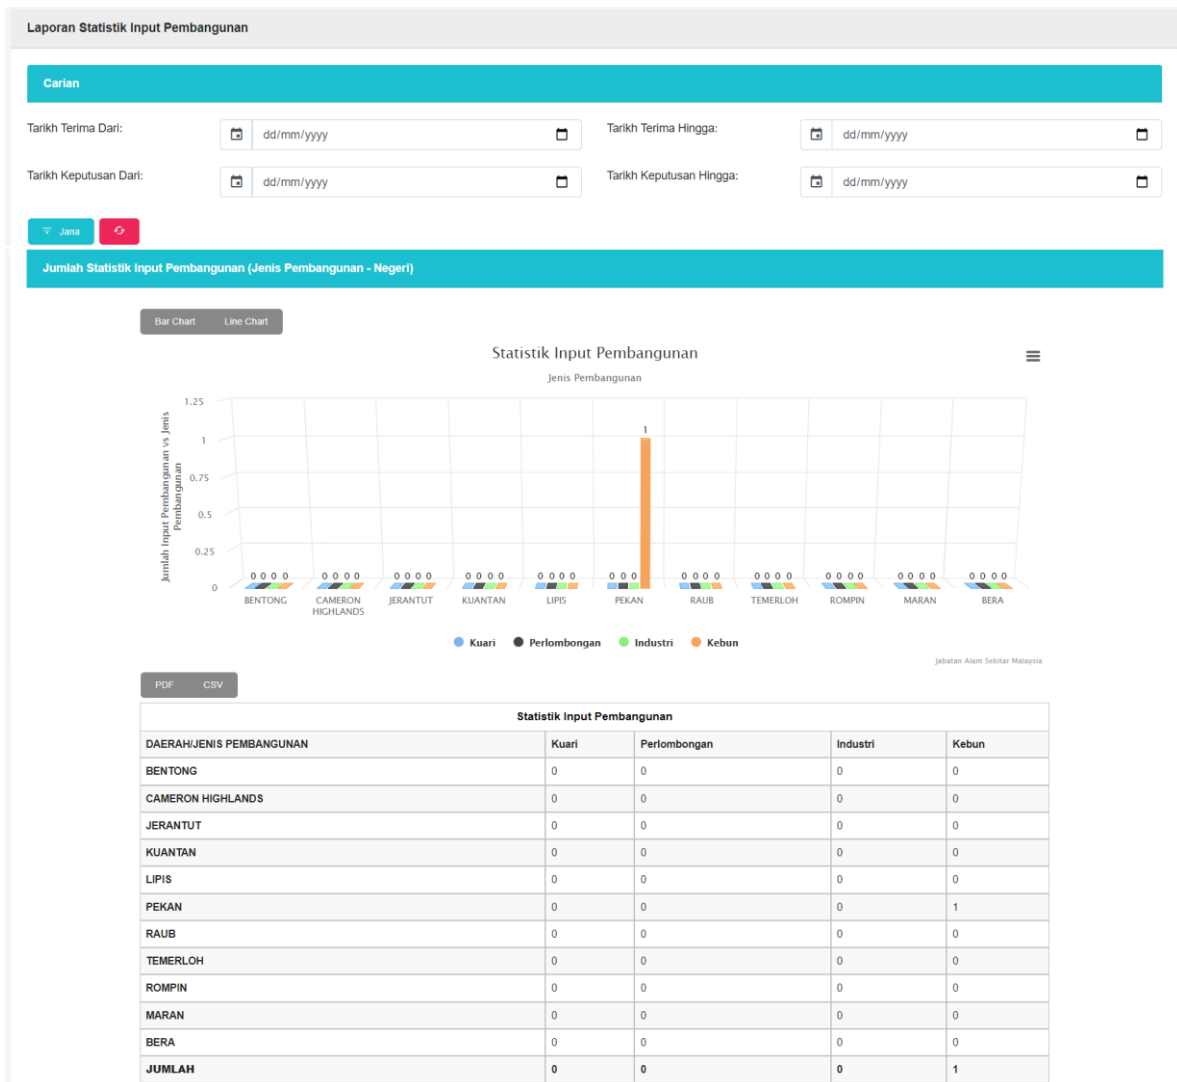 Laporan Statistik Input Pembangunan
Carian
Tarikh Terima Dari: dd/mm/yyyy Tarikh Terima Hingga: dd/mm/yyyy
Tarikh Keputusan Dari: dd/mm/yyyy Tarikh Keputusan Hingga: dd/mm/yyyy
Jana
Jumlah Statistik Input Pembangunan (Jenis Pembangunan - Negeri)
Bar Chart Line Chart
Statistik Input Pembangunan
Jenis Pembangunan
Jumlah Input Pembangunan vs Jenis
Pembangunan
1.25
1
0.75
0.5
0.25
0
1
0 0 0 0 0 0 0 0 0 0 0 0 0 0 0 0 0 0 0 0 0 0 0 0 0 0 0 0 0 0 0 0 0 0 0 0 0 0 0 0 0 0 0
BENTONG CAMERON HIGHLANDS JERANTUT KUANTAN LIPIS PEKAN RAUB TEMERLOH ROMPIN MARAN BERA
Kuari Perlombongan Industri Kebun
Jabatan Alam Sekitar Malaysia
PDF CSV
Statistik Input Pembangunan
DAERAH/JENIS PEMBANGUNAN Kuari Perlombongan Industri Kebun
BENTONG 0 0 0 0
CAMERON HIGHLANDS 0 0 0 0
JERANTUT 0 0 0 0
KUANTAN 0 0 0 0
LIPIS 0 0 0 0
PEKAN 0 0 0 1
RAUB 0 0 0 0
TEMERLOH 0 0 0 0
ROMPIN 0 0 0 0
MARAN 0 0 0 0
BERA 0 0 0 0
JUMLAH 0 0 0 1